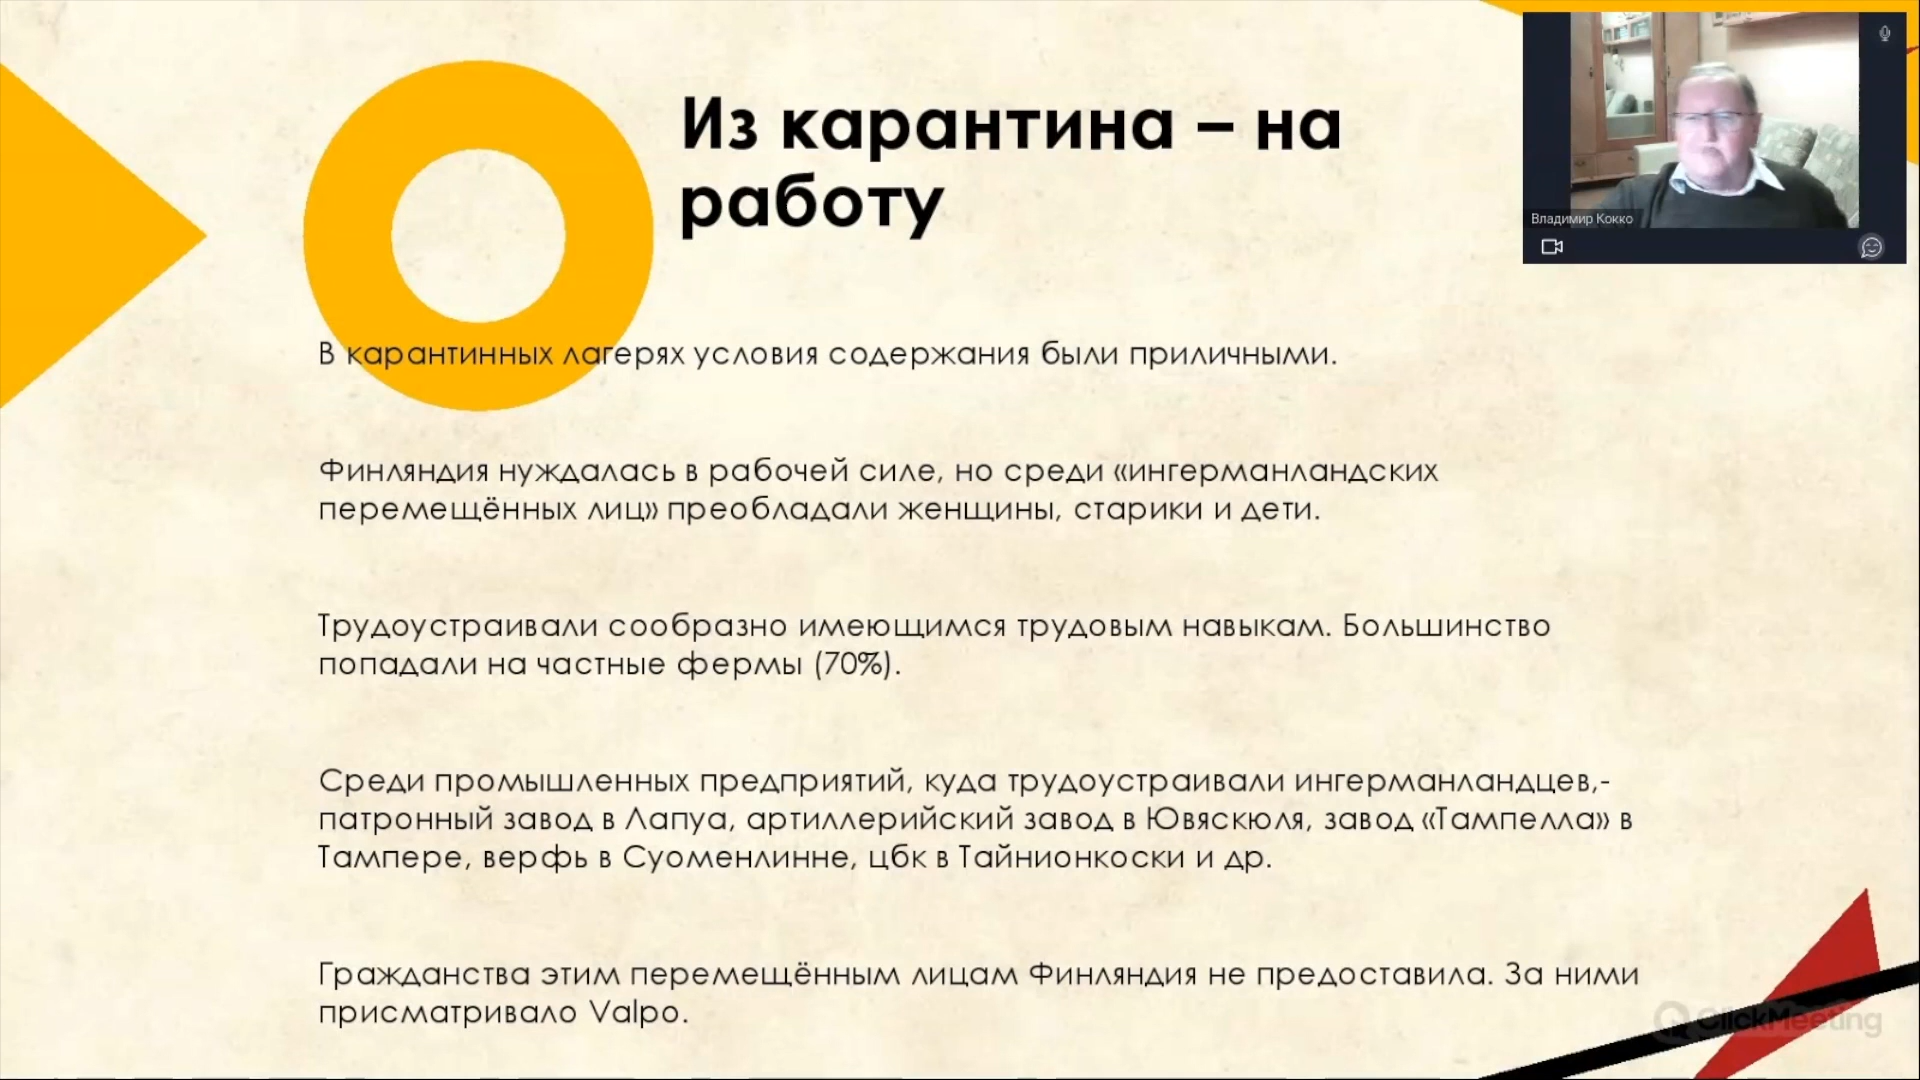 Из карантина – на
работу
Владимир Кокко
В карантинных лагерях условия содержания были приличными.
Финляндия нуждалась в рабочей силе, но среди «ингерманландских
перемещённых лиц» преобладали женщины, старики и дети.
Трудоустраивали сообразно имеющимся трудовым навыкам. Большинство
попадали на частные фермы (70%).
Среди промышленных предприятий, куда трудоустраивали ингерманландцев,-
патронный завод в Лапуа, артиллерийский завод в Ювяскюля, завод «Тампелла» в
Тампере, верфь в Суоменлинне, цбк в Тайнионкоски и др.
Гражданства этим перемещённым лицам Финляндия не предоставила. За ними
присматривало Valpo.
ClickMeeting